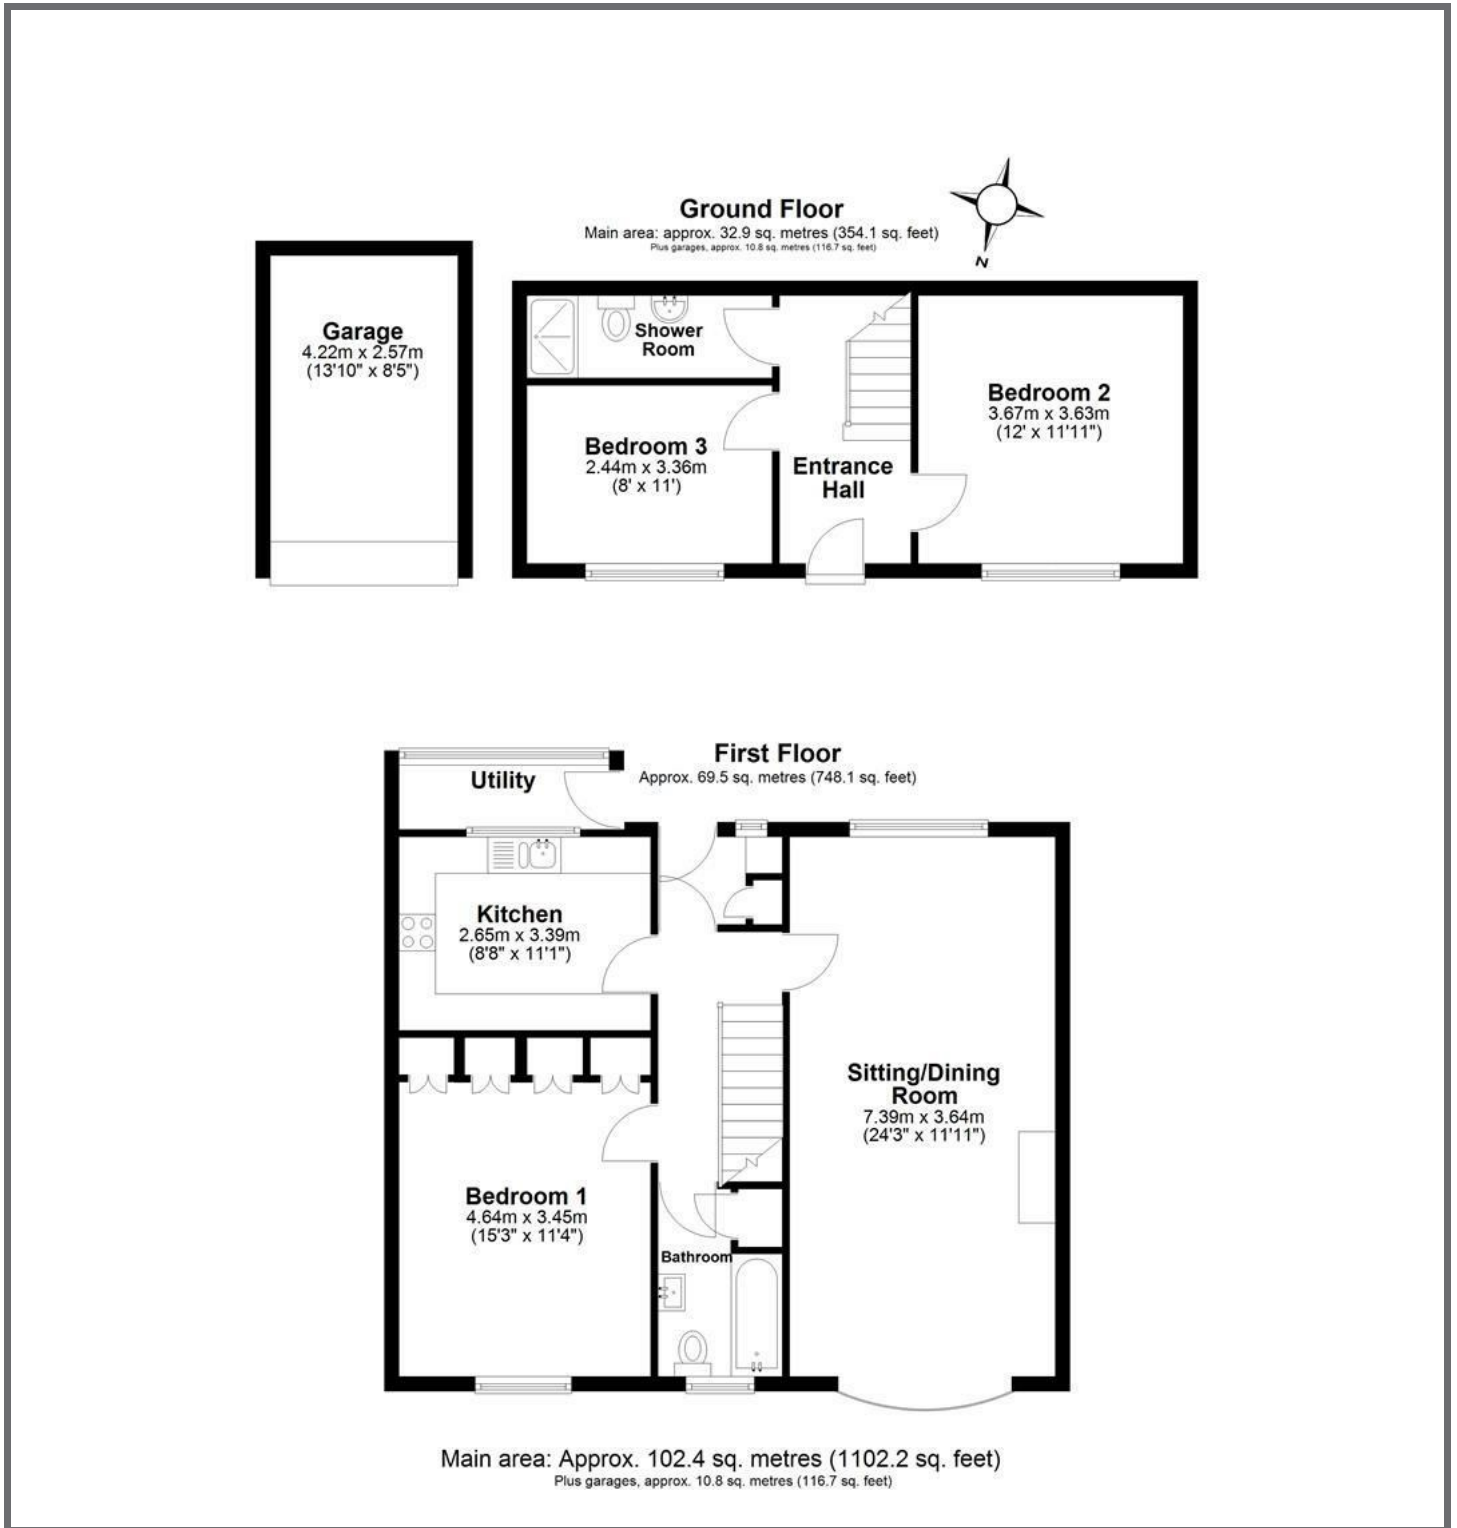 Ground Floor
Main area: approx. 32.9 sq. metres (354.1 sq. feet)
Plus garages, approx. 10.8 sq. metres (116.7 sq. feet)
N
Garage
4.22m x 2.57m
(13'10" x 8'5")
Shower
Room
Bedroom 3
2.44m x 3.36m
(8' x 11')
Entrance
Hall
Bedroom 2
3.67m x 3.63m
(12' x 11'11")
First Floor
Approx. 69.5 sq. metres (748.1 sq. feet)
Utility
Kitchen
2.65m x 3.39m
(8'8" x 11'1")
Sitting/Dining
Room
7.39m x 3.64m
(24'3" x 11'11")
Bedroom 1
4.64m x 3.45m
(15'3" x 11'4")
Bathroom
Main area: Approx. 102.4 sq. metres (1102.2 sq. feet)
Plus garages, approx. 10.8 sq. metres (116.7 sq. feet)